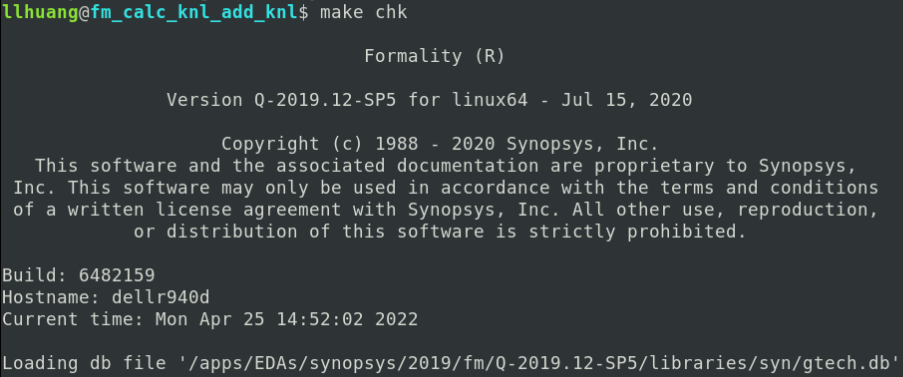 llhuang@fm_calc_knl_add_knl$ make chk
Formality (R)
Version Q-2019.12-SP5 for linux64 - Jul 15, 2020
Copyright (c) 1988 - 2020 Synopsys, Inc.
This software and the associated documentation are proprietary to Synopsys,
Inc. This software may only be used in accordance with the terms and conditions
of a written license agreement with Synopsys, Inc. All other use, reproduction,
or distribution of this software is strictly prohibited.
Build: 6482159
Hostname: dellr940d
Current time: Mon Apr 25 14:52:02 2022
Loading db file '/apps/EDAs/synopsys/2019/fm/Q-2019.12-SP5/libraries/syn/gtech.db'